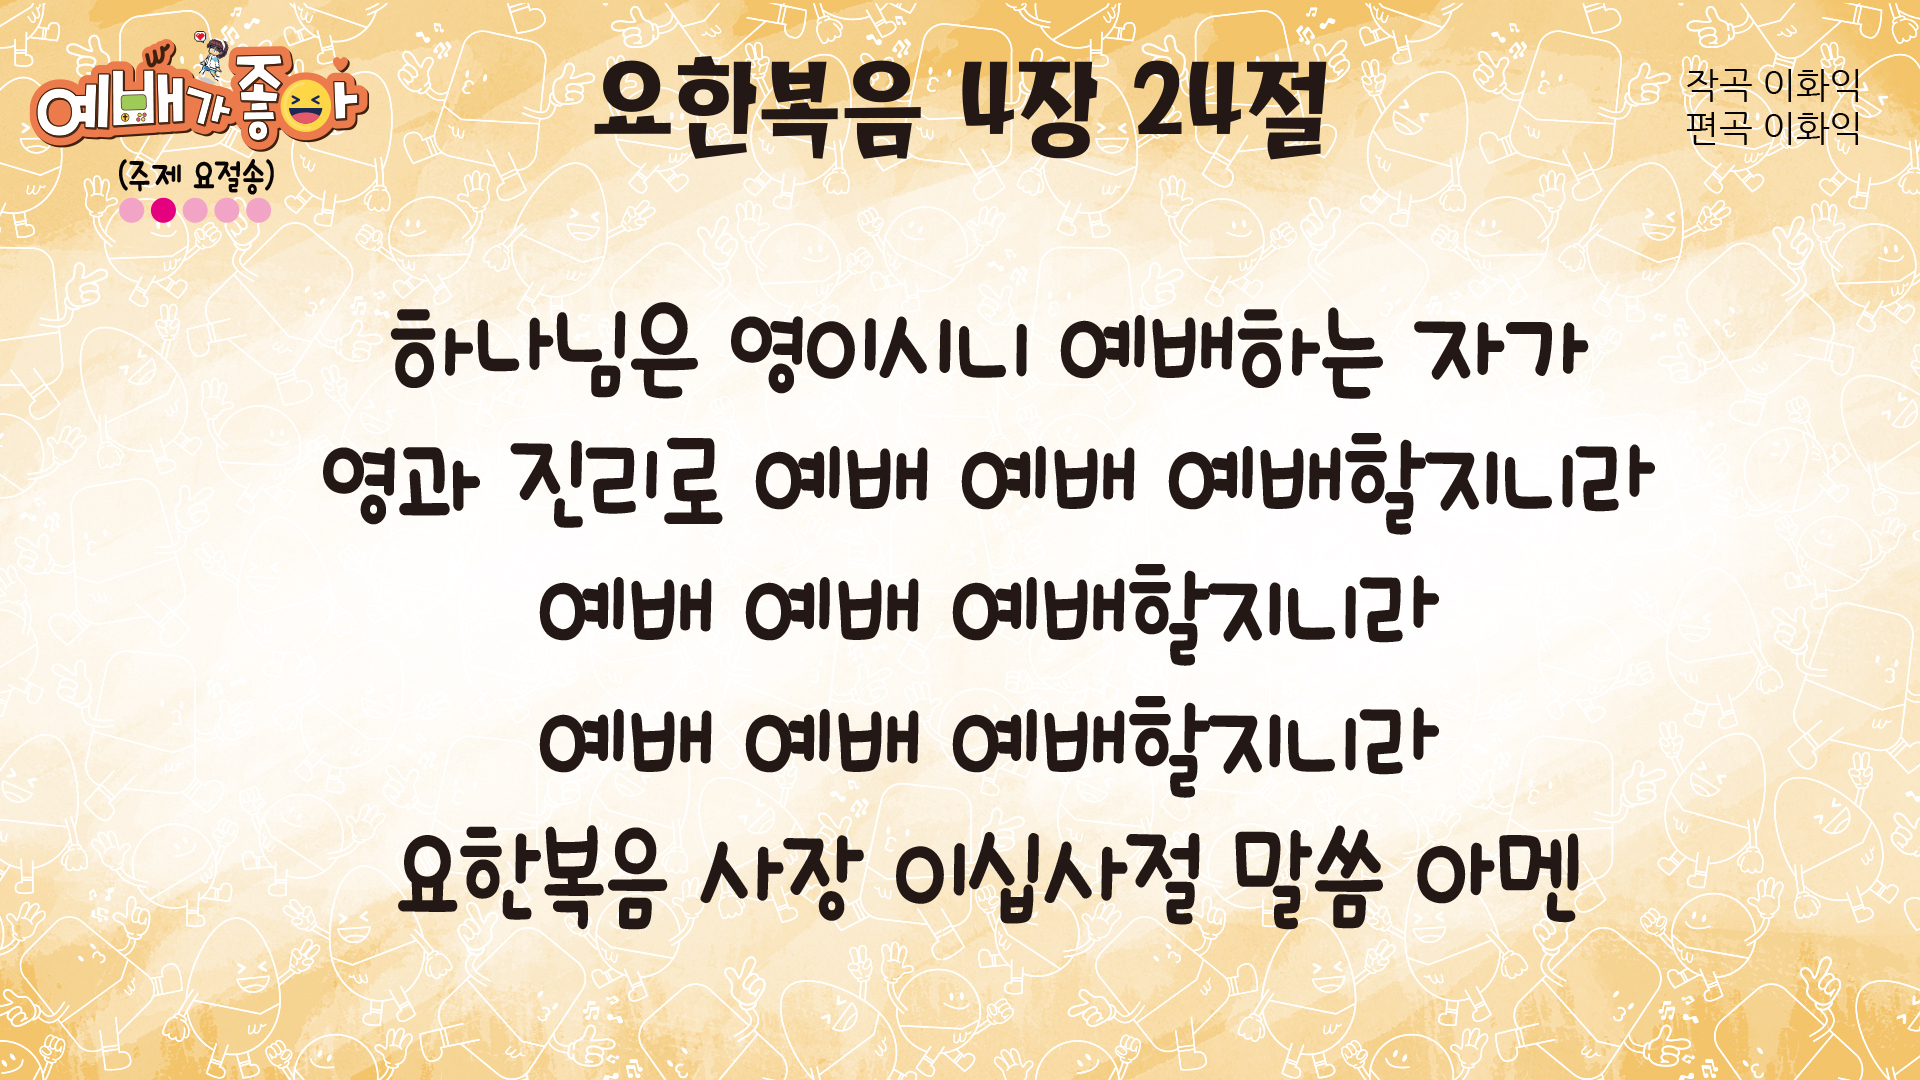 예배가 좋아
(주제 요절송)
요한복음 4장 24절
작곡 이화익
편곡 이화익
하나님은 영이시니 예배하는 자가
영과 진리로 예배 예배 예배할지니라
예배 예배 예배할지니라
예배 예배 예배할지니라
요한복음 사장 이십사절 말씀 아멘